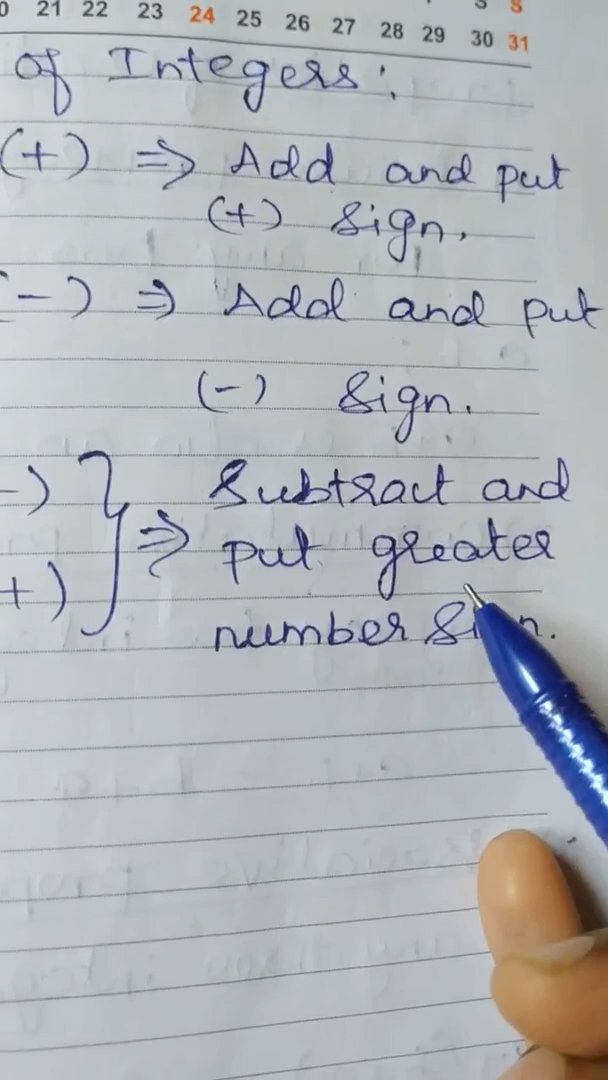 21 22 23 24 25 26 27 28 29 30 31
of Integers:
(+) ⇒ Add and put
(+) Sign.
-) ⇒ Add and put
(-) Sign.
-) } ⇒ Subtract and
put greater
+)
number